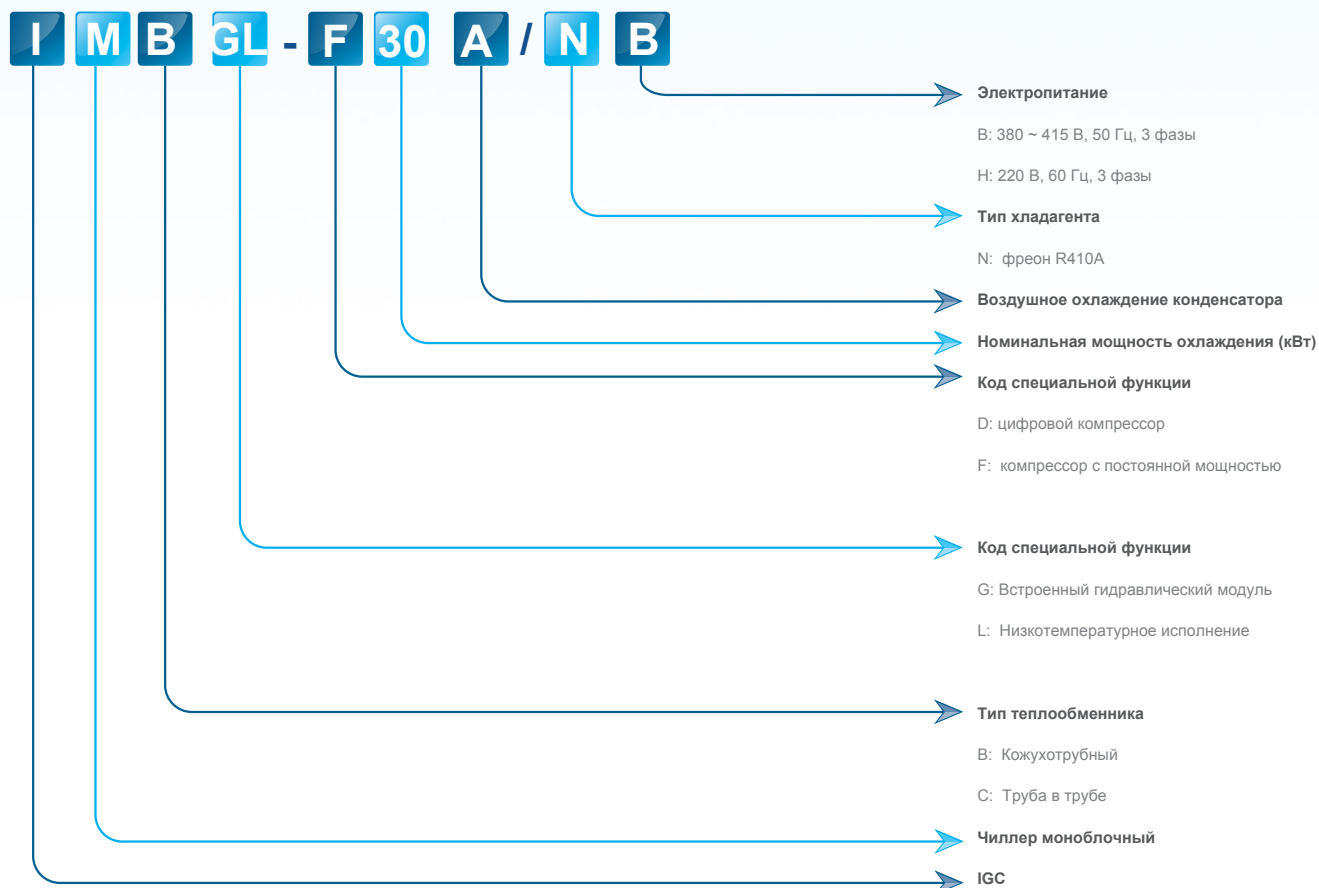 I M B GL - F 30 A / N B
Электропитание
B: 380 ~ 415 В, 50 Гц, 3 фазы
H: 220 В, 60 Гц, 3 фазы
Тип хладагента
N: фреон R410A
Воздушное охлаждение конденсатора
Номинальная мощность охлаждения (кВт)
Код специальной функции
D: цифровой компрессор
F: компрессор с постоянной мощностью
Код специальной функции
G: Встроенный гидравлический модуль
L: Низкотемпературное исполнение
Тип теплообменника
B: Кожухотрубный
C: Труба в трубе
Чиллер моноблочный
IGC